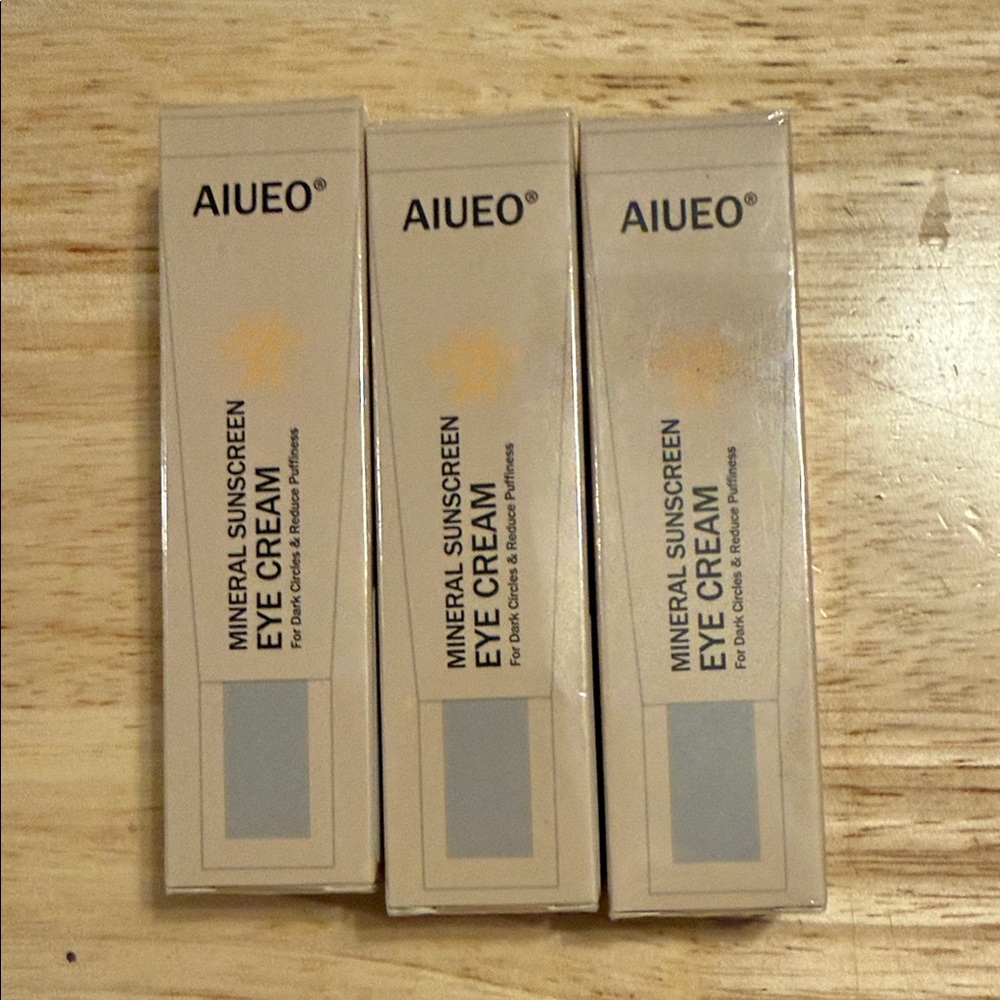 AIUEO®
MINERAL SUNSCREEN
EYE CREAM
For Dark Circles & Reduce Puffiness
AIUEO®
MINERAL SUNSCREEN
EYE CREAM
For Dark Circles & Reduce Puffiness
AIUEO®
MINERAL SUNSCREEN
EYE CREAM
For Dark Circles & Reduce Puffiness